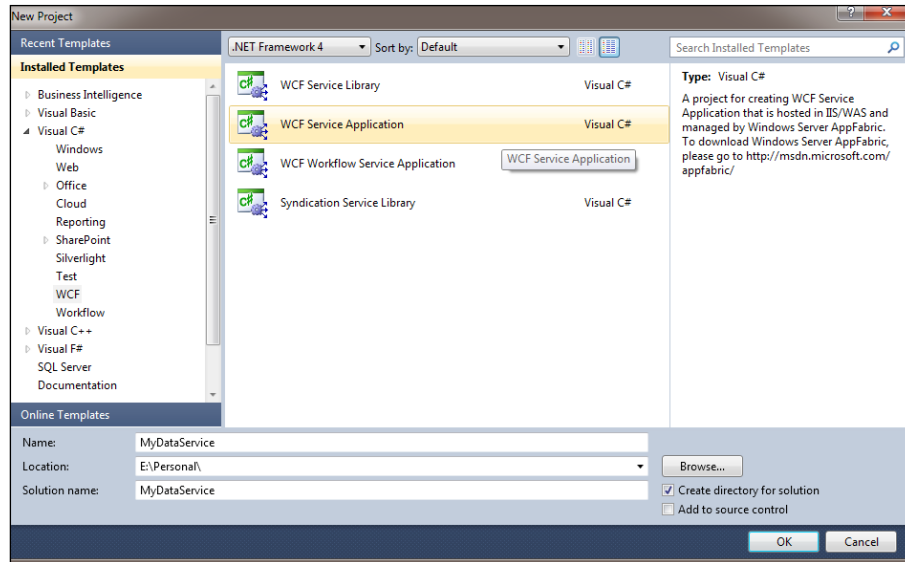 New Project
Recent Templates
Installed Templates
Business Intelligence
Visual Basic
Visual C#
Windows
Web
Office
Cloud
Reporting
SharePoint
Silverlight
Test
WCF
Workflow
Visual C++
Visual F#
SQL Server
Documentation
Online Templates
.NET Framework 4 Sort by: Default
C# WCF Service Library Visual C#
C# WCF Service Application Visual C#
C# WCF Workflow Service Application
WCF Service Application
C# Syndication Service Library Visual C#
Search Installed Templates
Type: Visual C#
A project for creating WCF Service
Application that is hosted in IIS/WAS and
managed by Windows Server AppFabric.
To download Windows Server AppFabric,
please go to http://msdn.microsoft.com/
appfabric/
Name: MyDataService
Location: E:\Personal\ Browse...
Solution name: MyDataService
Create directory for solution
Add to source control
OK Cancel